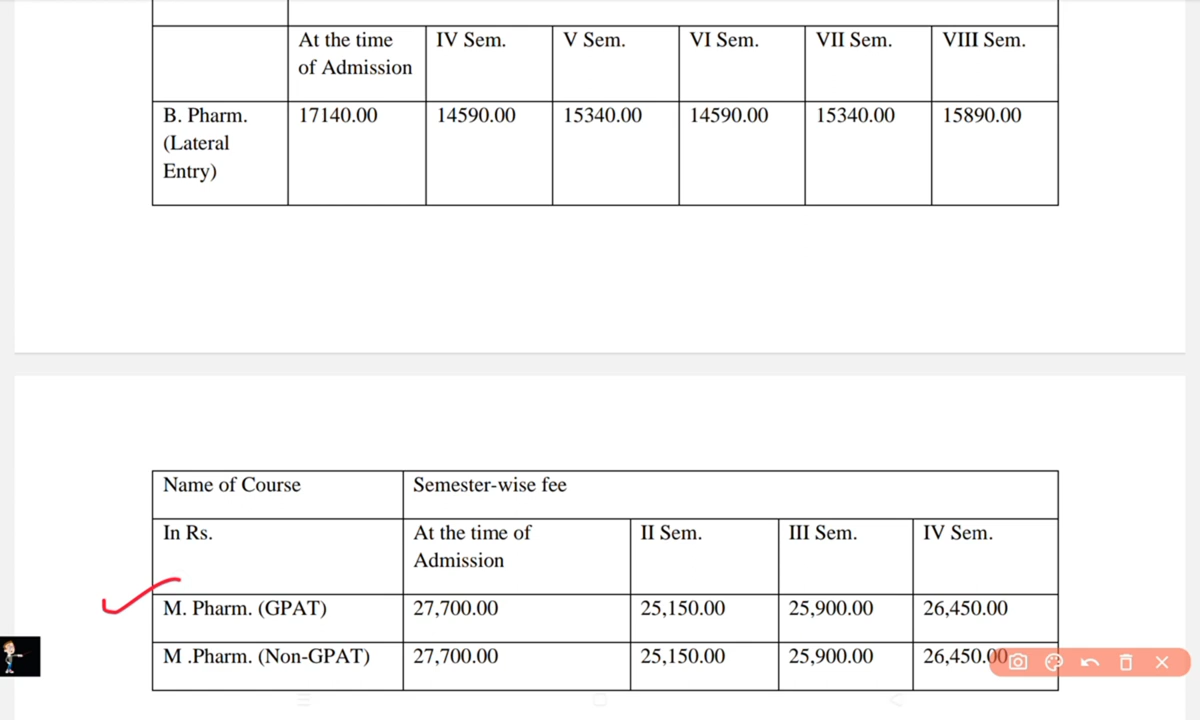 At the time of Admission IV Sem. V Sem. VI Sem. VII Sem. VIII Sem.
B. Pharm. (Lateral Entry) 17140.00 14590.00 15340.00 14590.00 15340.00 15890.00
Name of Course Semester-wise fee
In Rs. At the time of Admission II Sem. III Sem. IV Sem.
M. Pharm. (GPAT) 27,700.00 25,150.00 25,900.00 26,450.00
M .Pharm. (Non-GPAT) 27,700.00 25,150.00 25,900.00 26,450.00